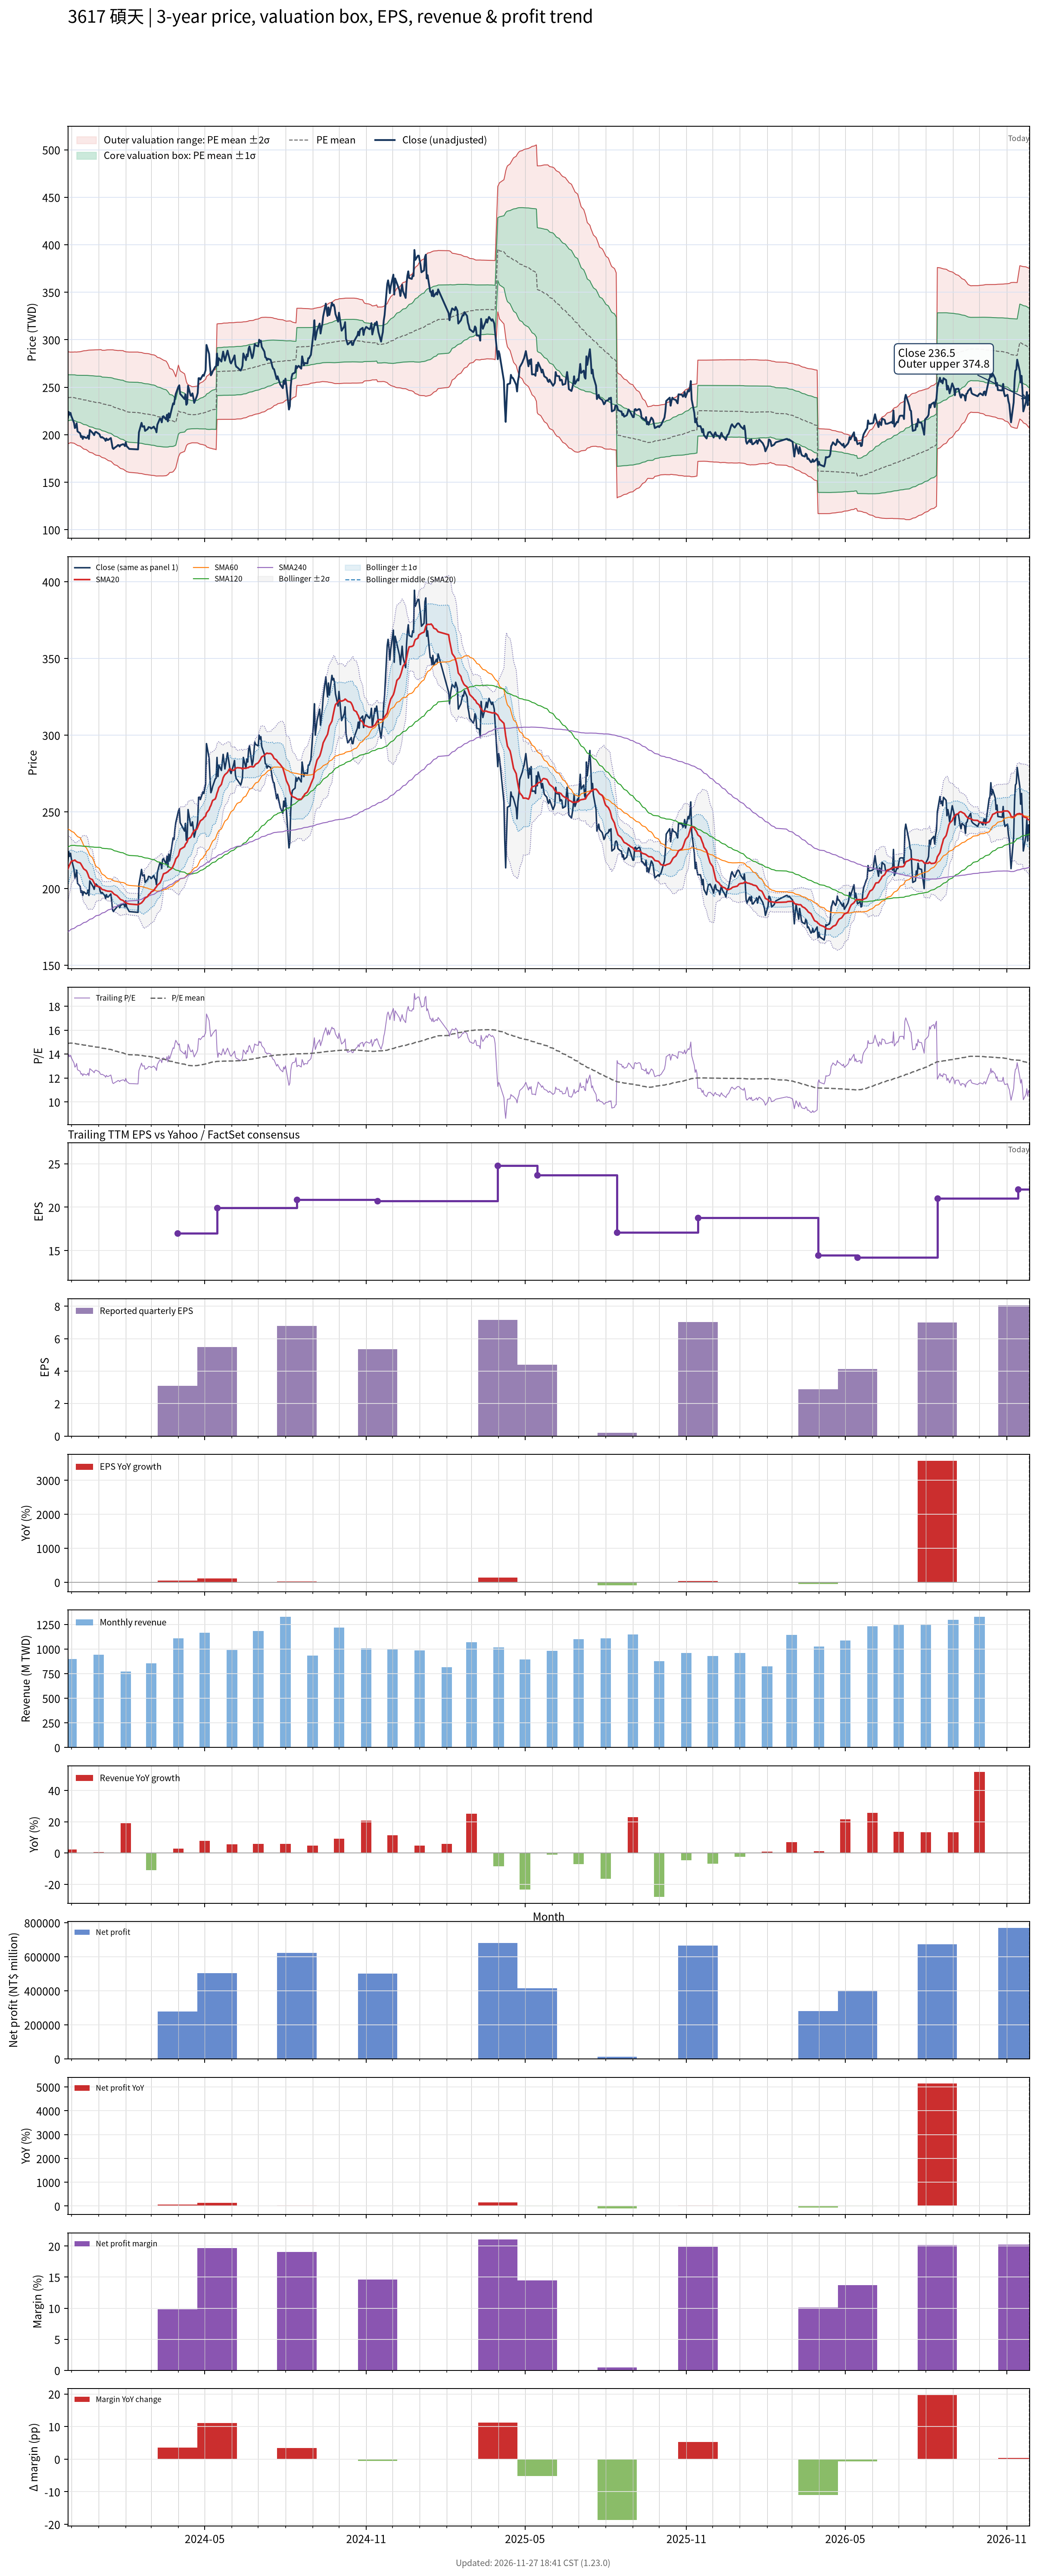 3617 碩天 | 3-year price, valuation box, EPS, revenue & profit trend
Outer valuation range: PE mean ±2σ
Core valuation box: PE mean ±1σ
PE mean
Close (unadjusted)
Today
Price (TWD)
500
450
400
350
300
250
200
150
100
Close 236.5
Outer upper 374.8
Close (same as panel 1)
SMA20
SMA60
SMA120
SMA240
Bollinger ±2σ
Bollinger ±1σ
Bollinger middle (SMA20)
Price
400
350
300
250
200
150
Trailing P/E
P/E mean
P/E
18
16
14
12
10
Trailing TTM EPS vs Yahoo / FactSet consensus
Today
EPS
25
20
15
Reported quarterly EPS
EPS
8
6
4
2
0
EPS YoY growth
YoY (%)
3000
2000
1000
0
Monthly revenue
Revenue (M TWD)
1250
1000
750
500
250
0
Revenue YoY growth
YoY (%)
40
20
0
-20
Month
Net profit
Net profit (NT$ million)
800000
600000
400000
200000
0
Net profit YoY
YoY (%)
5000
4000
3000
2000
1000
0
Net profit margin
Margin (%)
20
15
10
5
0
Margin YoY change
Δ margin (pp)
20
10
0
-10
-20
2024-05
2024-11
2025-05
2025-11
2026-05
2026-11
Updated: 2026-11-27 18:41 CST (1.23.0)